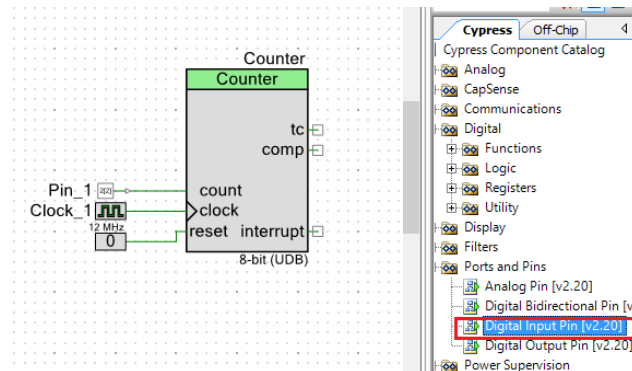 Counter
Counter
tc
comp
Pin_1
count
Clock_1
clock
12 MHz
0
reset
interrupt
8-bit (UDB)
Cypress
Off-Chip
Cypress Component Catalog
Analog
CapSense
Communications
Digital
Functions
Logic
Registers
Utility
Display
Filters
Ports and Pins
Analog Pin [v2.20]
Digital Bidirectional Pin [v
Digital Input Pin [v2.20]
Digital Output Pin [v2.20]
Power Supervision